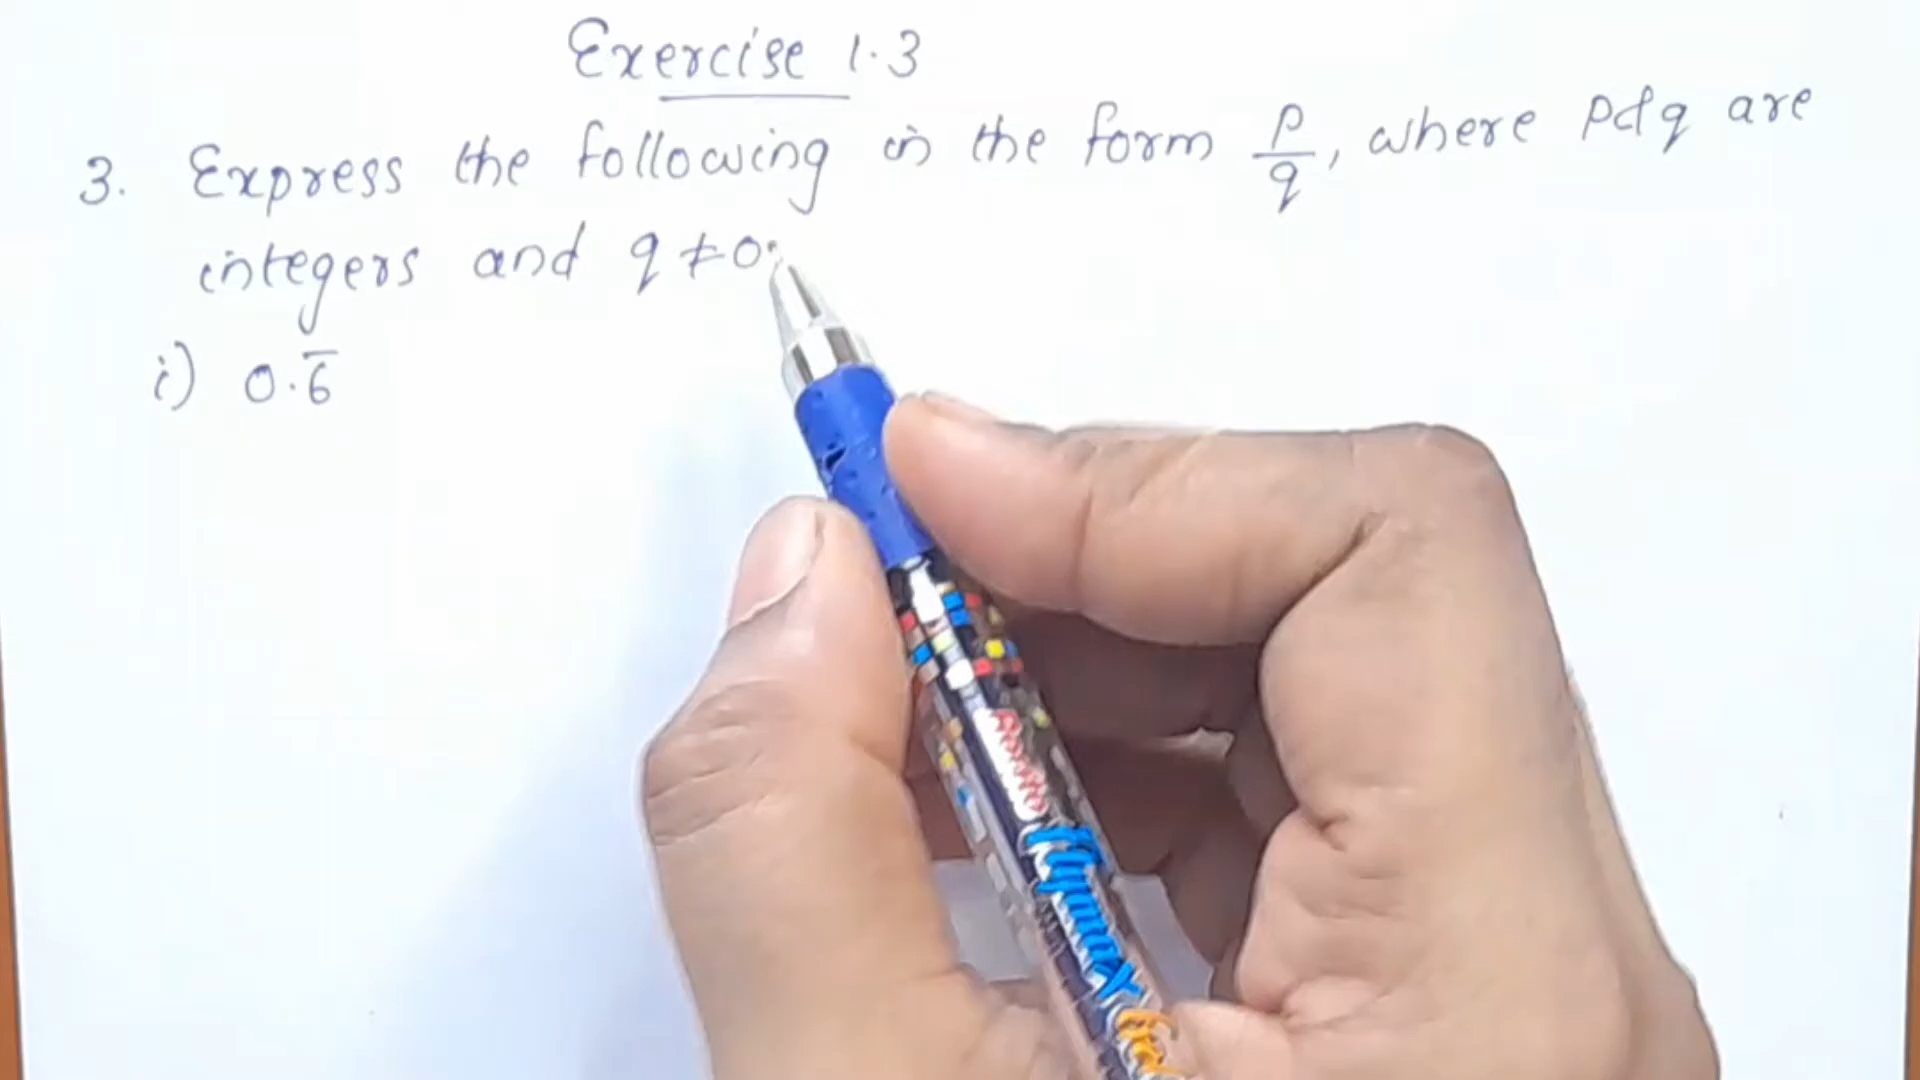 Exercise 1.3
3. Express the following in the form p/q, where p & q are
integers and q ≠ 0.
i) 0.6̅